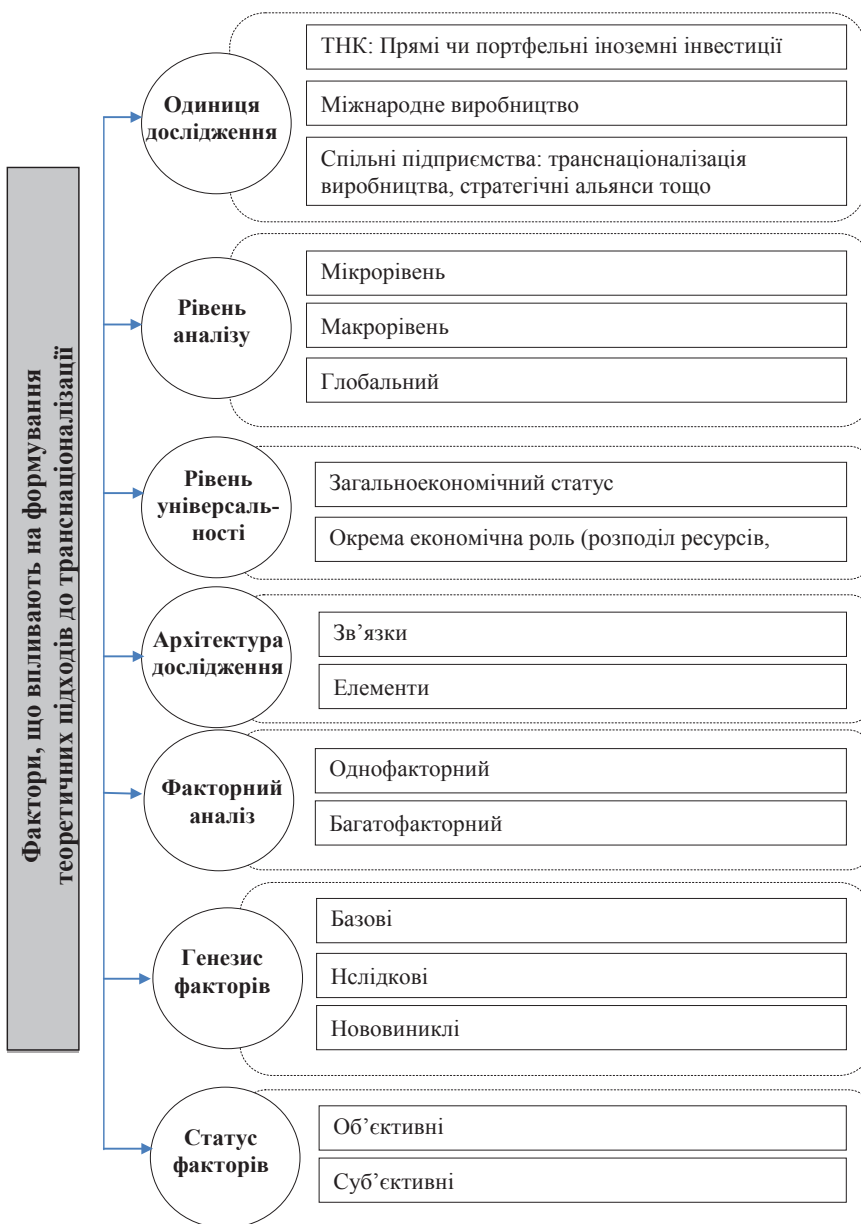 Фактори, що впливають на формування
теоретичних підходів до транснаціоналізації
Одиниця
дослідження
ТНК: Прямі чи портфельні іноземні інвестиції
Міжнародне виробництво
Спільні підприємства: транснаціоналізація
виробництва, стратегічні альянси тощо
Рівень
аналізу
Мікрорівень
Макрорівень
Глобальний
Рівень
універсаль-
ності
Загальноекономічний статус
Окрема економічна роль (розподіл ресурсів,
Архітектура
дослідження
Зв’язки
Елементи
Факторний
аналіз
Однофакторний
Багатофакторний
Генезис
факторів
Базові
Нслідкові
Нововиниклі
Статус
факторів
Об’єктивні
Суб’єктивні